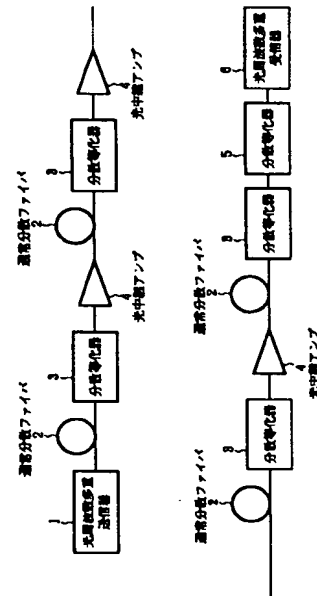 1
光周波数多重
送信器
通常分散ファイバ
2
3
分散等化器
4
光中継アンプ
通常分散ファイバ
2
3
分散等化器
4
光中継アンプ
通常分散ファイバ
2
3
分散等化器
4
光中継アンプ
通常分散ファイバ
2
3
分散等化器
5
分散等化器
6
光周波数多重
受信器